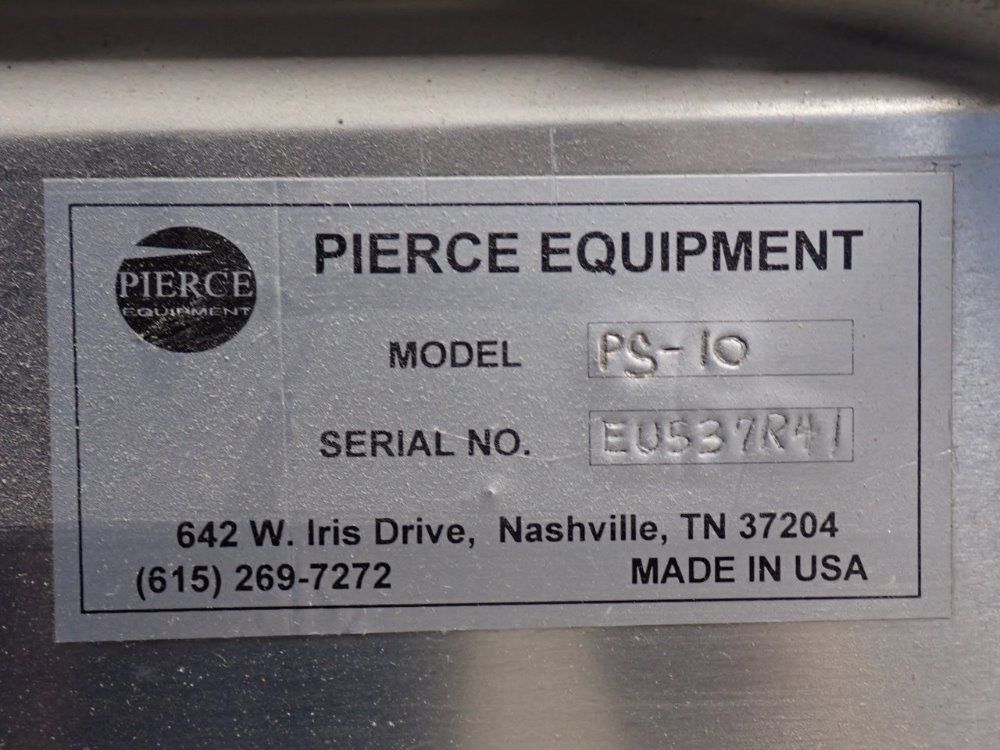 PIERCE
EQUIPMENT
PIERCE EQUIPMENT
MODEL PS-10
SERIAL NO. EU537R41
642 W. Iris Drive, Nashville, TN 37204
(615) 269-7272 MADE IN USA